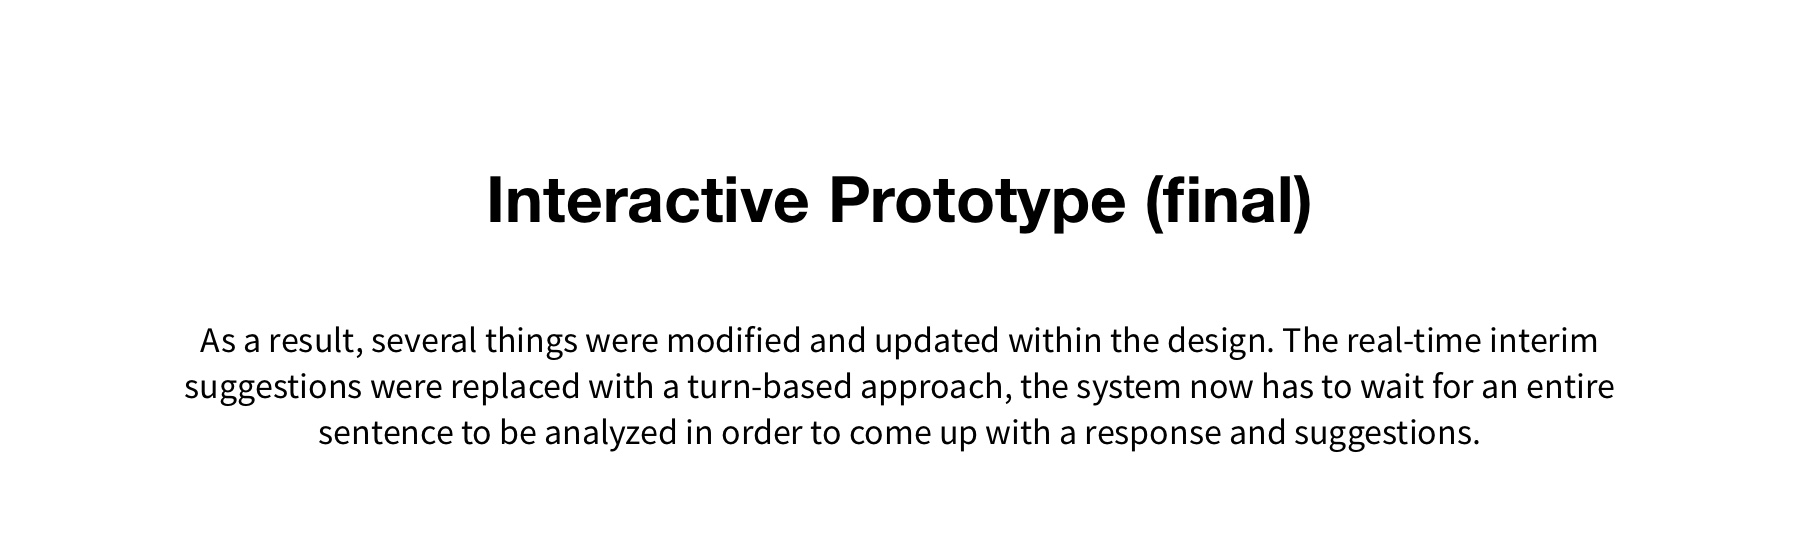 Interactive Prototype (final)
As a result, several things were modified and updated within the design. The real-time interim
suggestions were replaced with a turn-based approach, the system now has to wait for an entire
sentence to be analyzed in order to come up with a response and suggestions.